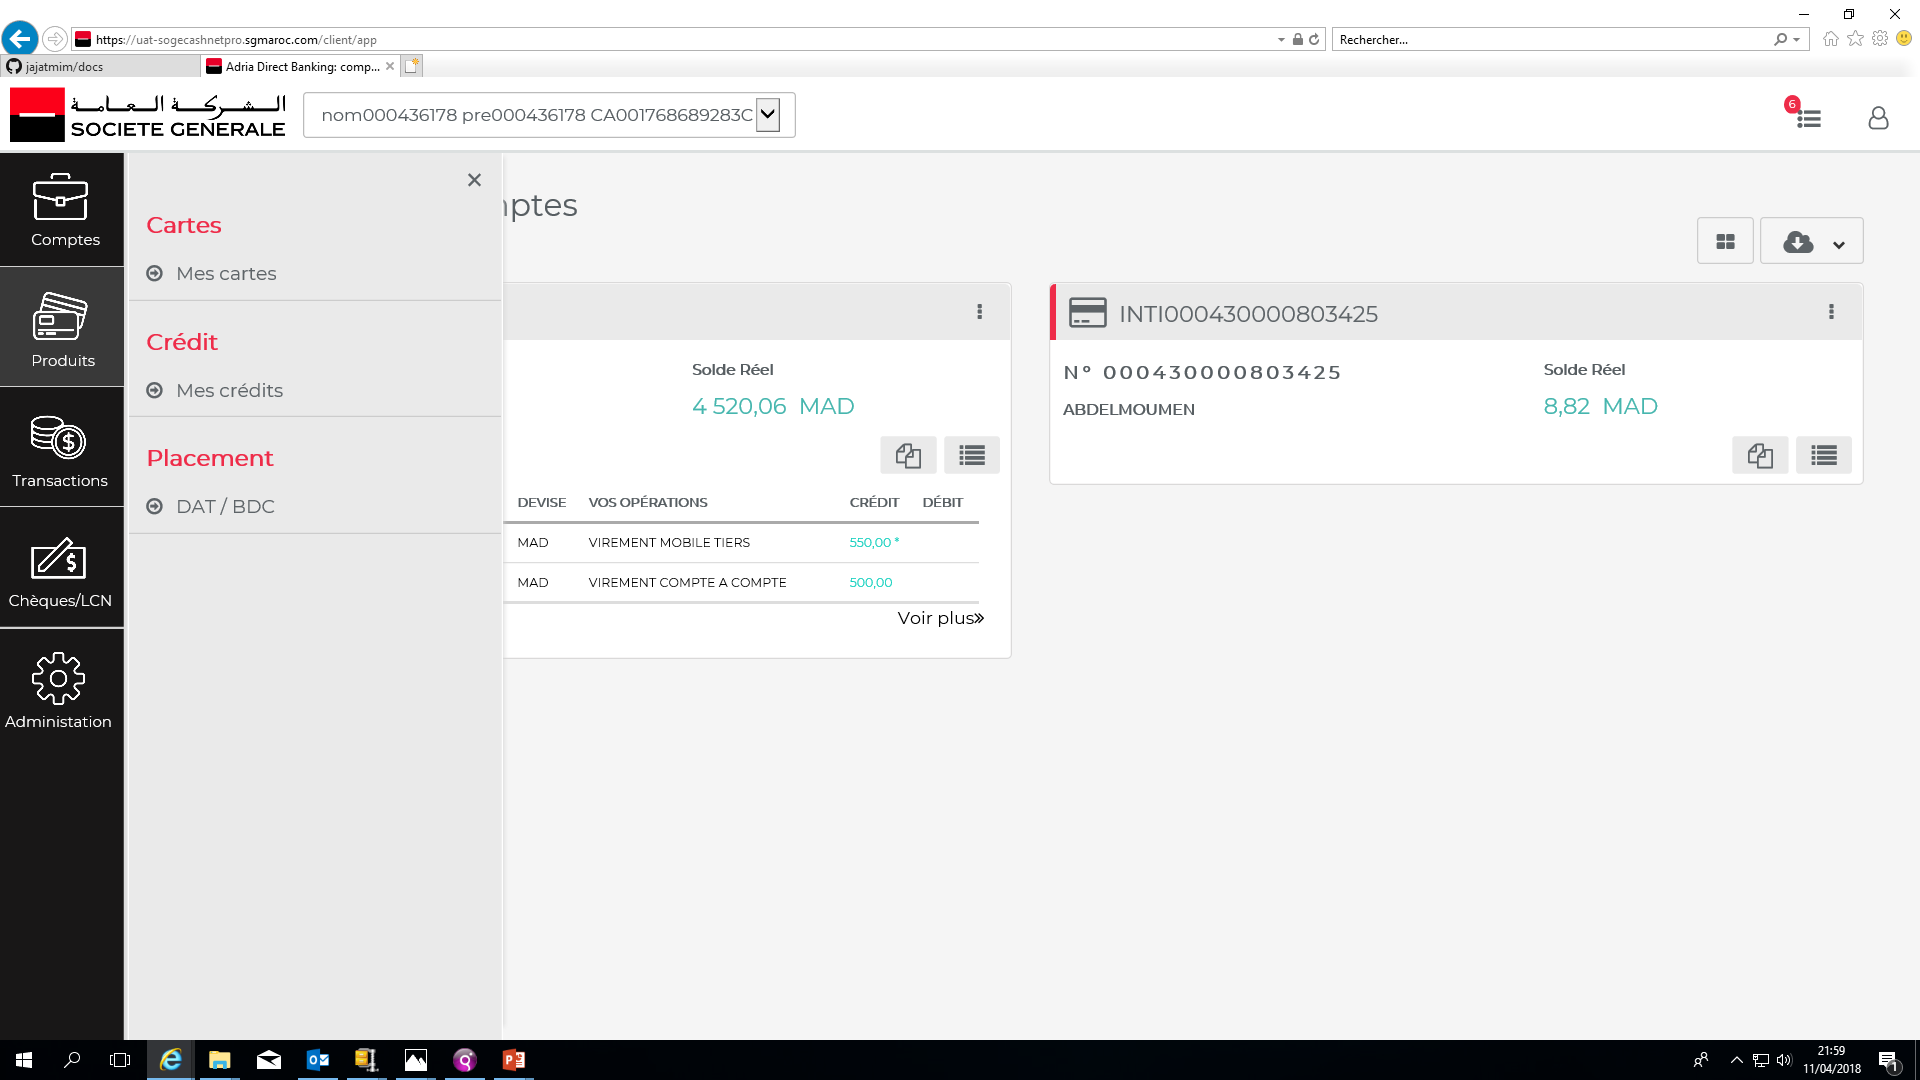 https://uat-sogecashnetpro.sgmaroc.com/client/app
Rechercher...
jajatmim/docs
Adria Direct Banking: comp...
الشركة العامة
SOCIETE GENERALE
nom000436178 pre000436178 CA001768689283C
6
Comptes
Produits
Transactions
Chèques/LCN
Administation
Cartes
Mes cartes
Crédit
Mes crédits
Placement
DAT / BDC
ptes
Solde Réel
4 520,06 MAD
DEVISE VOS OPÉRATIONS CRÉDIT DÉBIT
MAD VIREMENT MOBILE TIERS 550,00 *
MAD VIREMENT COMPTE A COMPTE 500,00
Voir plus»
INTI000430000803425
N° 000430000803425
Solde Réel
ABDELMOUMEN
8,82 MAD
21:59
11/04/2018
1